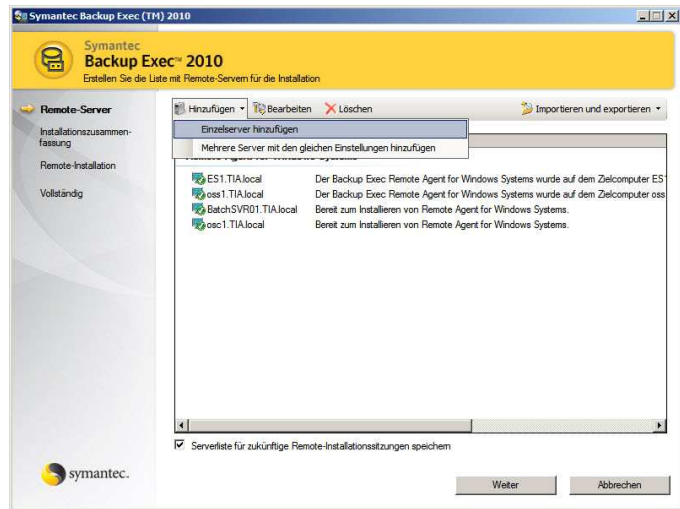 Symantec Backup Exec (TM) 2010
Symantec
Backup Exec™ 2010
Erstellen Sie die Liste mit Remote-Servern für die Installation
Remote-Server
Installationszusammen-
fassung
Remote-Installation
Vollständig
Hinzufügen
Bearbeiten
Löschen
Importieren und exportieren
Einzelserver hinzufügen
Mehrere Server mit den gleichen Einstellungen hinzufügen
ES1.TIA.local Der Backup Exec Remote Agent for Windows Systems wurde auf dem Zielcomputer ES
oss1.TIA.local Der Backup Exec Remote Agent for Windows Systems wurde auf dem Zielcomputer oss
BatchSVR01.TIA.local Bereit zum Installieren von Remote Agent for Windows Systems.
osc1.TIA.local Bereit zum Installieren von Remote Agent for Windows Systems.
Serverliste für zukünftige Remote-Installationssitzungen speichern
symantec.
Weiter
Abbrechen